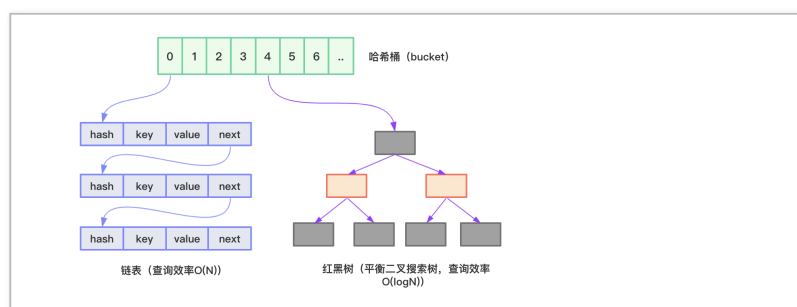 0 1 2 3 4 5 6 ..
哈希桶（bucket）
hash key value next
hash key value next
hash key value next
链表（查询效率O(N)）
红黑树（平衡二叉搜索树，查询效率
O(logN)）